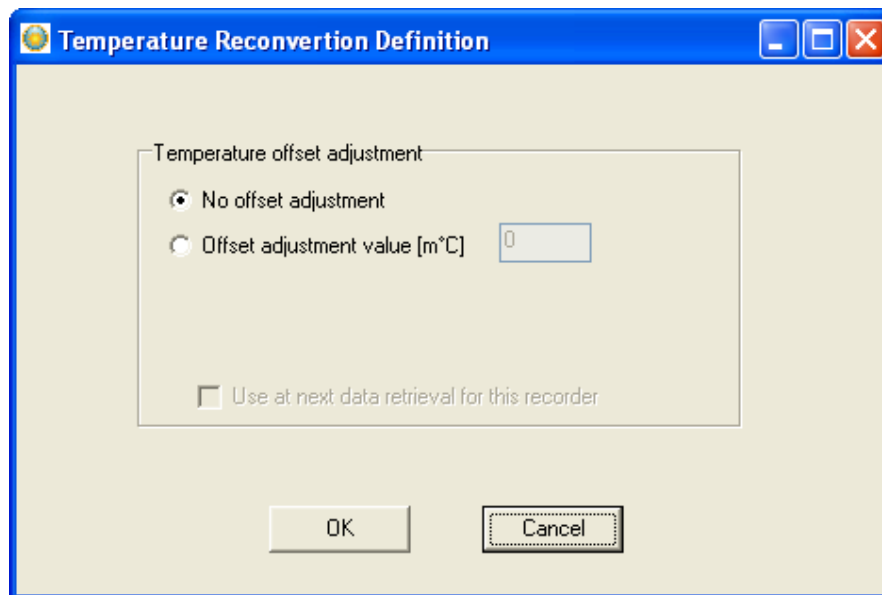 Temperature Reconvertion Definition
Temperature offset adjustment
No offset adjustment
Offset adjustment value [m°C] 0
Use at next data retrieval for this recorder
OK Cancel